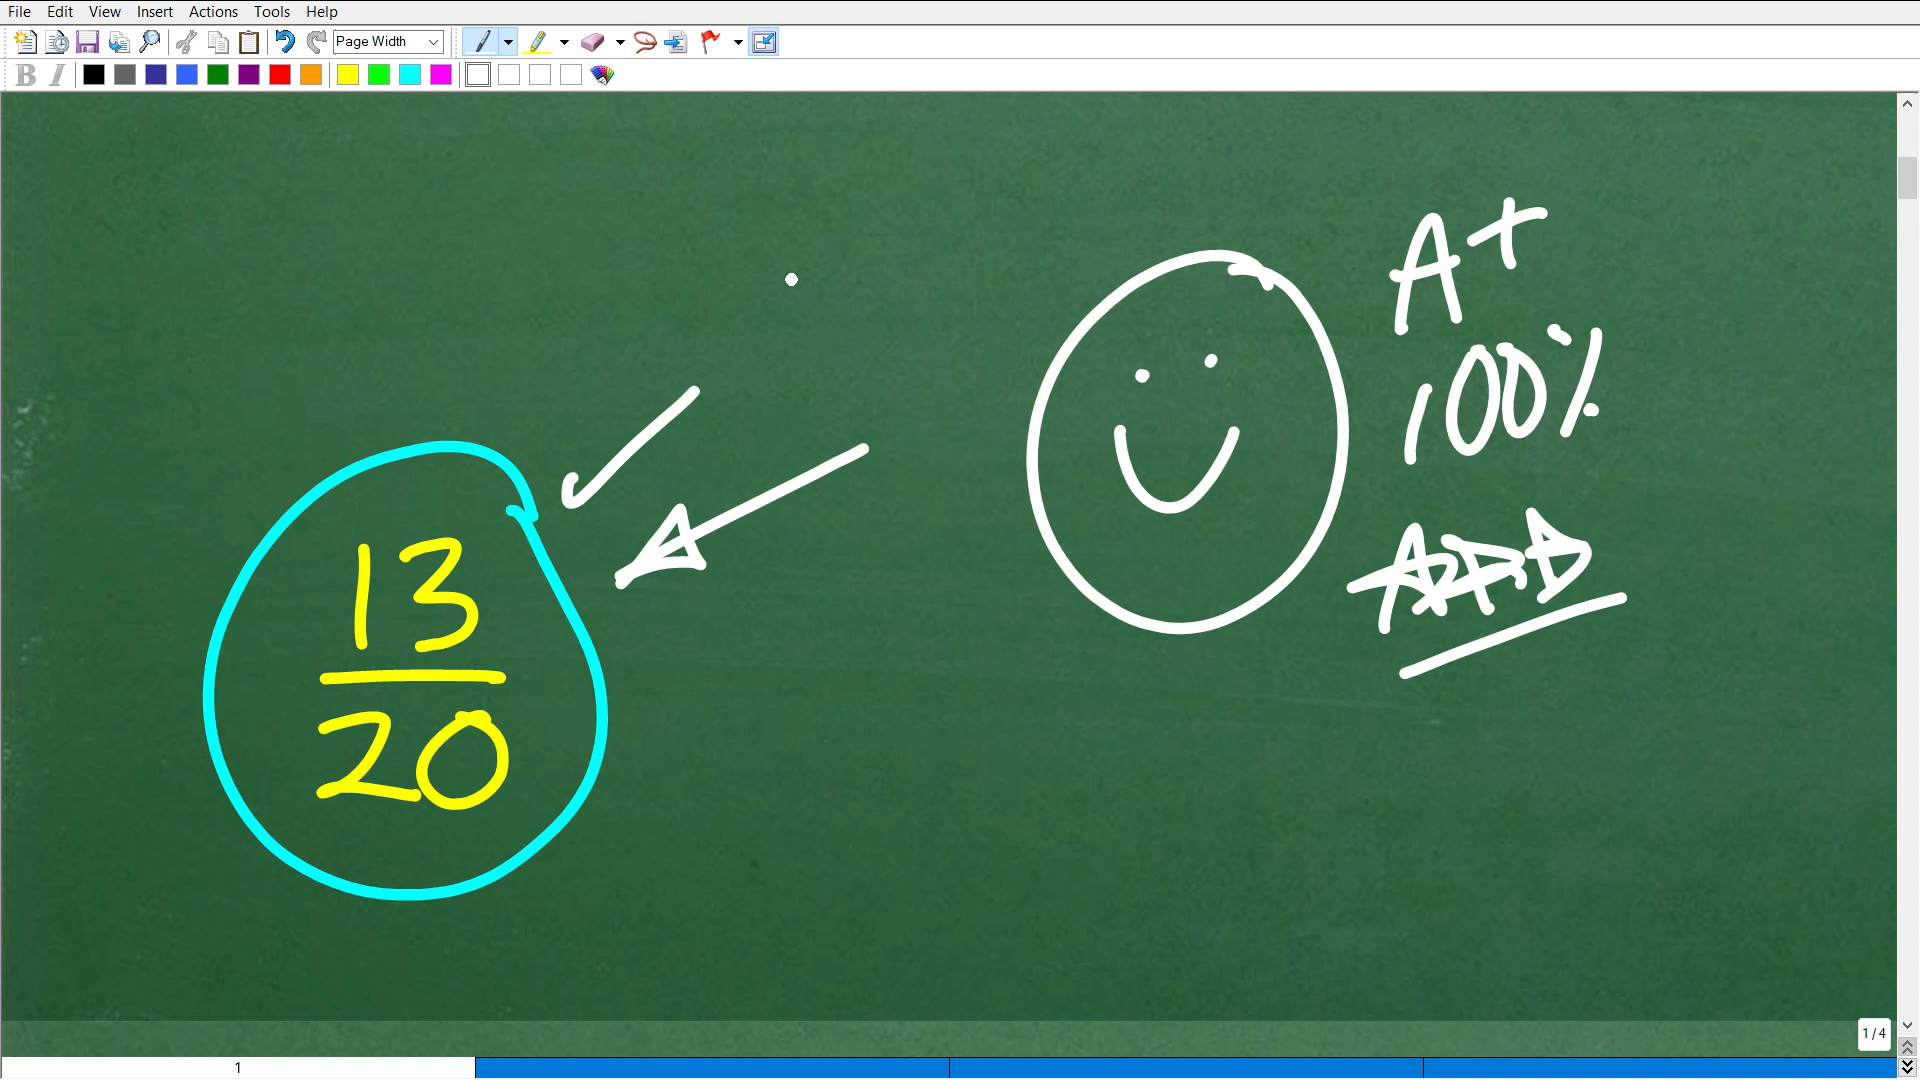 File Edit View Insert Actions Tools Help
Page Width
B I
A+
100%
13
20
1 / 4
1